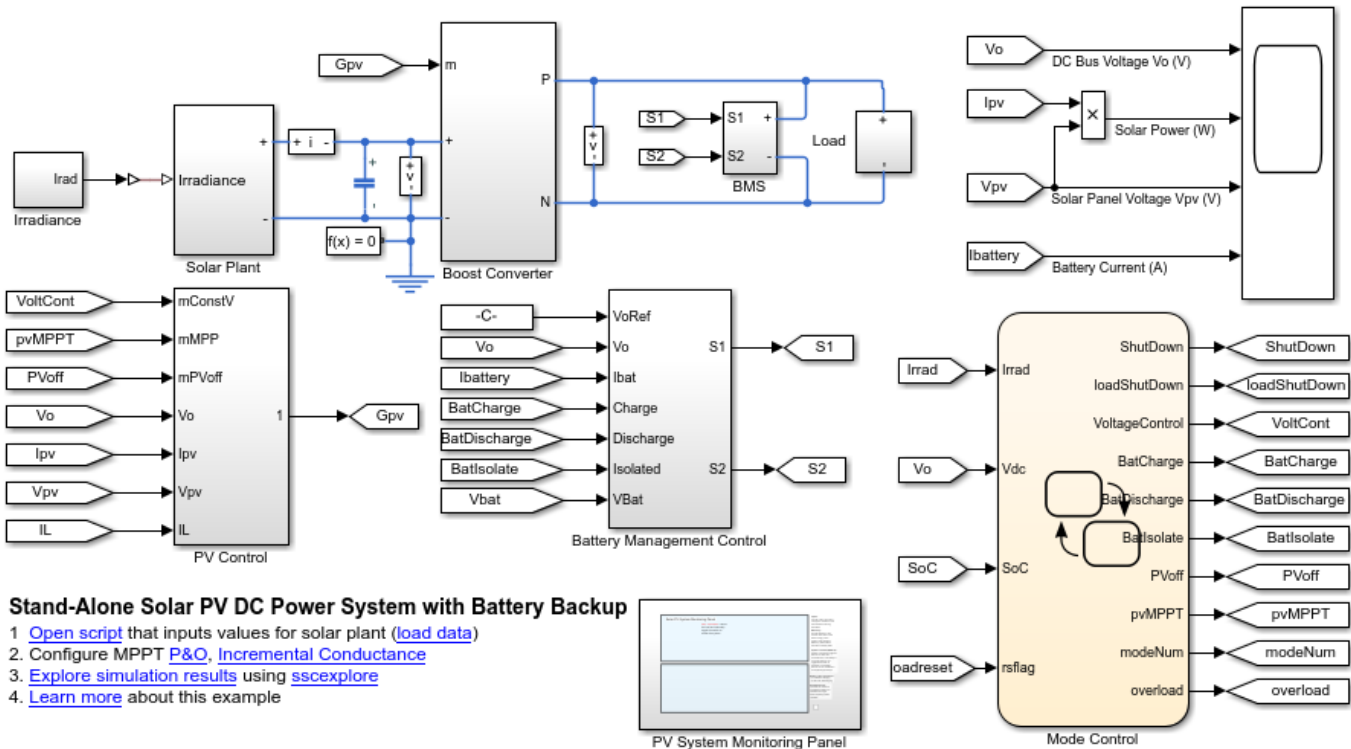 Gpv
m
P
N
+
-
Irad
Irradiance
Irradiance
+
-
Solar Plant
+ i -
+
-
+ v -
f(x) = 0
Boost Converter
+ v -
S1
S2
S1
S2
+
-
BMS
Load
+
-
Vo
DC Bus Voltage Vo (V)
Ipv
×
Solar Power (W)
Vpv
Solar Panel Voltage Vpv (V)
Ibattery
Battery Current (A)
VoltCont
mConstV
pvMPPT
mMPP
PVoff
mPVoff
Vo
Vo
1
Gpv
Ipv
Ipv
Vpv
Vpv
IL
IL
PV Control
-C-
VoRef
Vo
Vo
S1
S1
Ibattery
Ibat
BatCharge
Charge
BatDischarge
Discharge
BatIsolate
Isolated
S2
S2
Vbat
VBat
Battery Management Control
Irrad
Irrad
Vo
Vdc
SoC
SoC
oadreset
rsflag
ShutDown
ShutDown
loadShutDown
loadShutDown
VoltageControl
VoltCont
BatCharge
BatCharge
BatDischarge
BatDischarge
BatIsolate
BatIsolate
PVoff
PVoff
pvMPPT
pvMPPT
modeNum
modeNum
overload
overload
Mode Control
Stand-Alone Solar PV DC Power System with Battery Backup
1 Open script that inputs values for solar plant (load data)
2. Configure MPPT P&O, Incremental Conductance
3. Explore simulation results using sscexplore
4. Learn more about this example
PV System Monitoring Panel